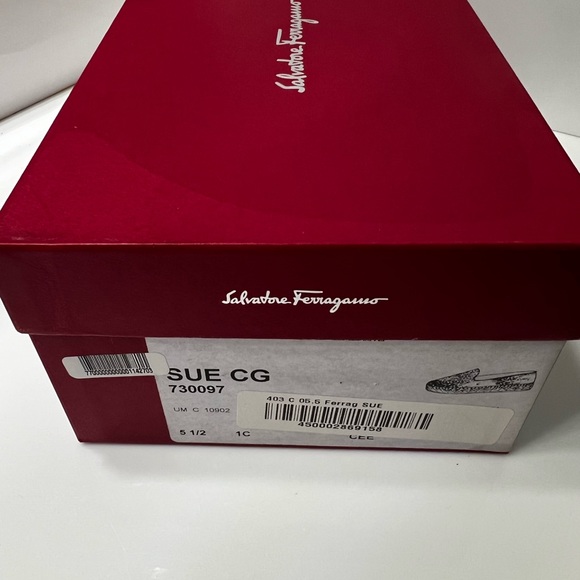 Salvatore Ferragamo
Salvatore Ferragamo
SUE CG
730097
UM C 10902
403 C 05.5 Ferrag SUE
450002869158
5 1/2 1C CEE